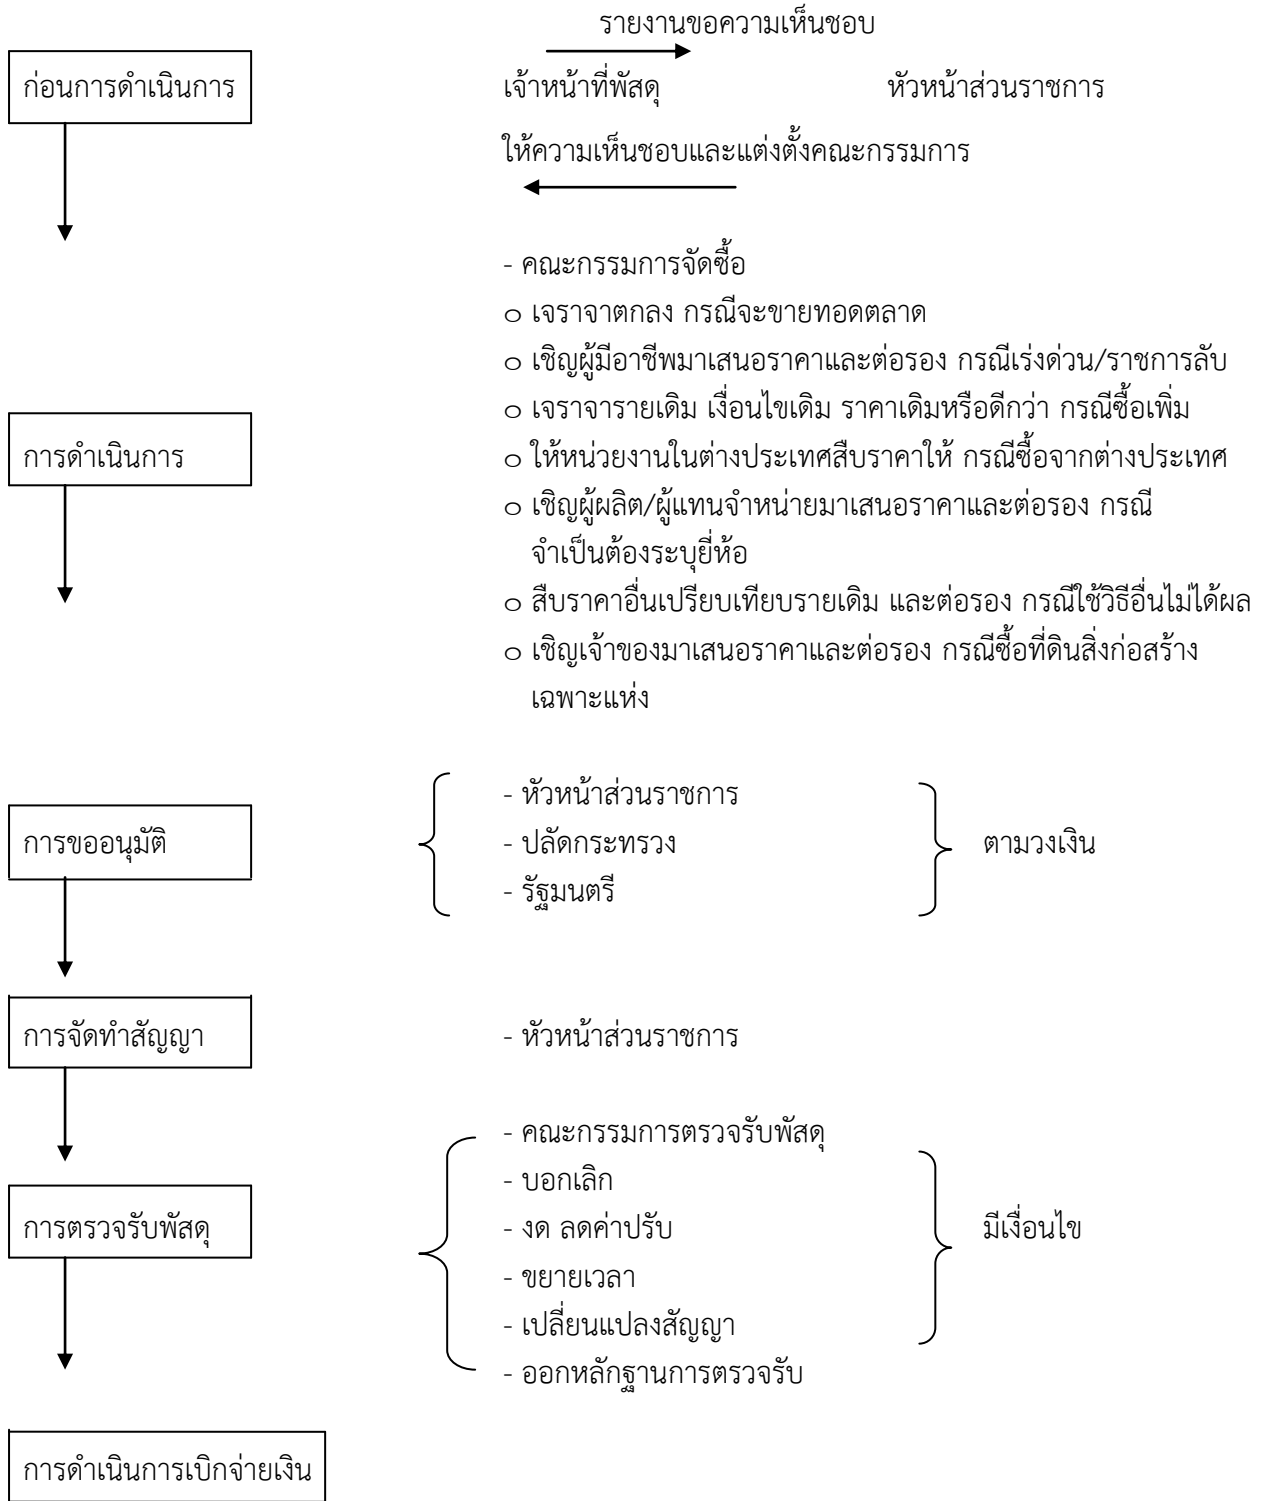 รายงานขอความเห็นชอบ
ก่อนการดำเนินการ
เจ้าหน้าที่พัสดุ
หัวหน้าส่วนราชการ
ให้ความเห็นชอบและแต่งตั้งคณะกรรมการ
- คณะกรรมการจัดซื้อ
o เจราจาตกลง กรณีจะขายทอดตลาด
o เชิญผู้มีอาชีพมาเสนอราคาและต่อรอง กรณีเร่งด่วน/ราชการลับ
o เจราจารายเดิม เงื่อนไขเดิม ราคาเดิมหรือดีกว่า กรณีซื้อเพิ่ม
การดำเนินการ
o ให้หน่วยงานในต่างประเทศสืบราคาให้ กรณีซื้อจากต่างประเทศ
o เชิญผู้ผลิต/ผู้แทนจำหน่ายมาเสนอราคาและต่อรอง กรณี
จำเป็นต้องระบุยี่ห้อ
o สืบราคาอื่นเปรียบเทียบรายเดิม และต่อรอง กรณีใช้วิธีอื่นไม่ได้ผล
o เชิญเจ้าของมาเสนอราคาและต่อรอง กรณีซื้อที่ดินสิ่งก่อสร้าง
เฉพาะแห่ง
การขออนุมัติ
- หัวหน้าส่วนราชการ
- ปลัดกระทรวง
- รัฐมนตรี
ตามวงเงิน
การจัดทำสัญญา
- หัวหน้าส่วนราชการ
การตรวจรับพัสดุ
- คณะกรรมการตรวจรับพัสดุ
- บอกเลิก
- งด ลดค่าปรับ
- ขยายเวลา
- เปลี่ยนแปลงสัญญา
- ออกหลักฐานการตรวจรับ
มีเงื่อนไข
การดำเนินการเบิกจ่ายเงิน